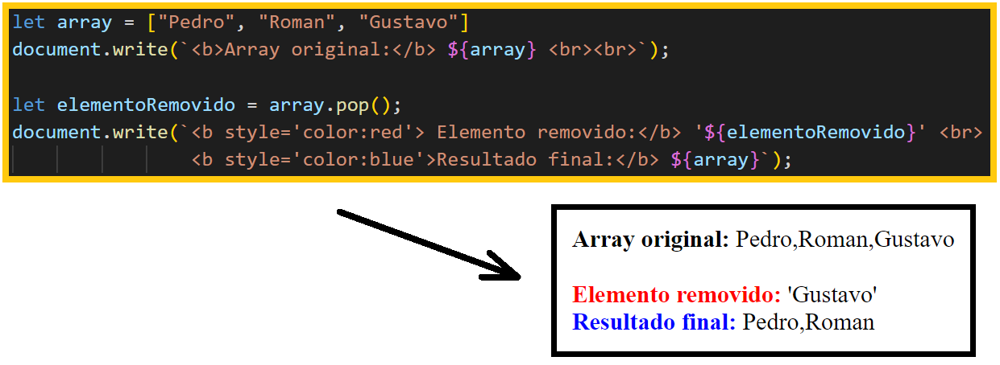 let array = ["Pedro", "Roman", "Gustavo"]
document.write(`<b>Array original:</b> ${array} <br><br>`);
let elementoRemovido = array.pop();
document.write(`<b style='color:red'> Elemento removido:</b> '${elementoRemovido}' <br>
<b style='color:blue'>Resultado final:</b> ${array}`);
Array original: Pedro,Roman,Gustavo
Elemento removido: 'Gustavo'
Resultado final: Pedro,Roman